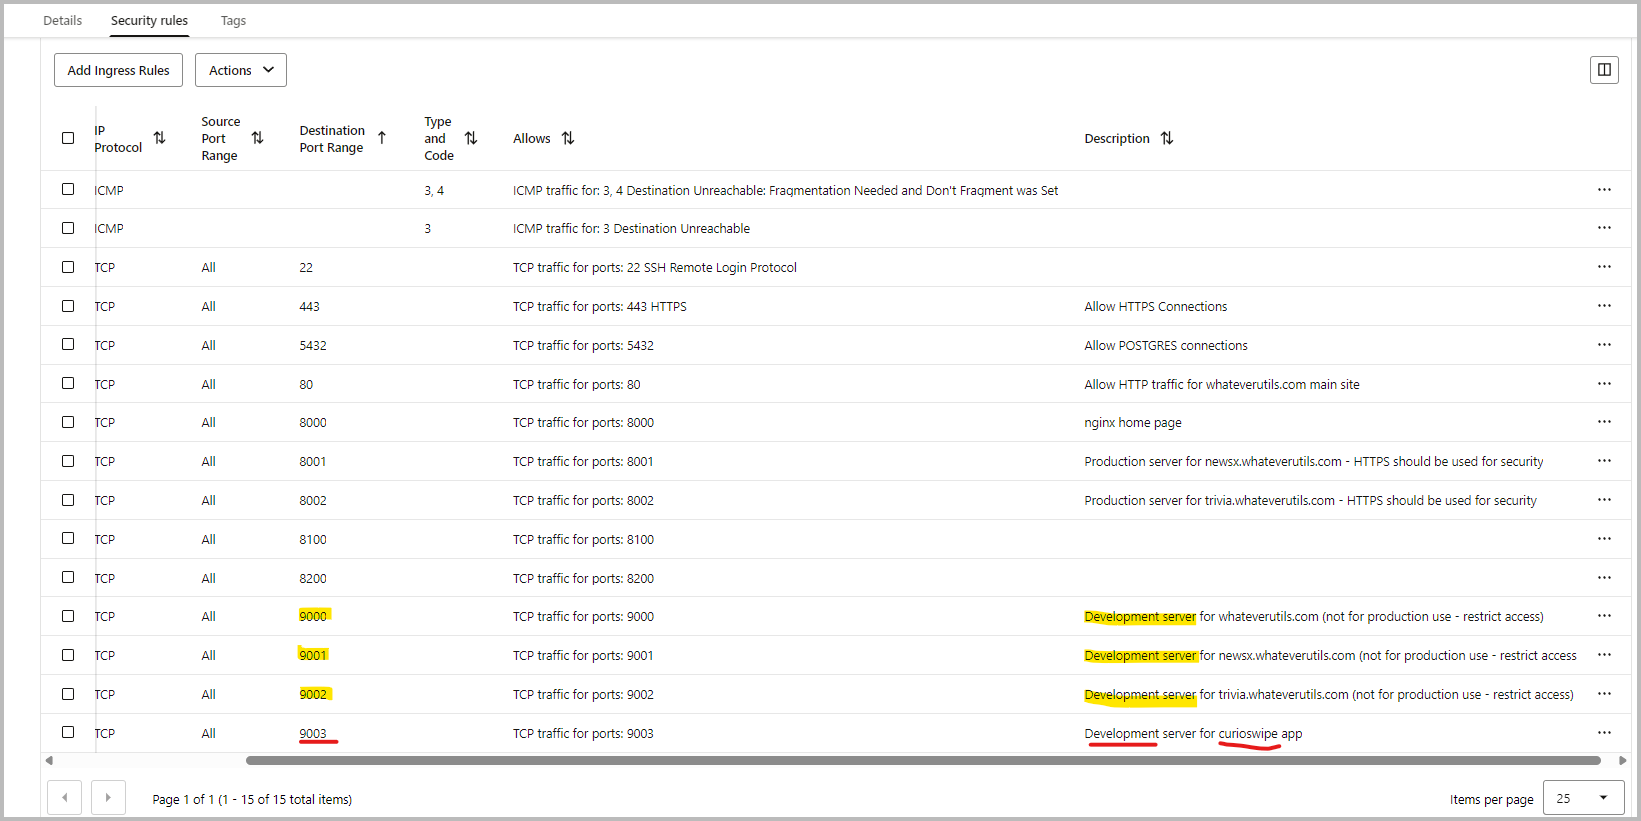 Details Security rules Tags
Add Ingress Rules Actions
IP Protocol Source Port Range Destination Port Range Type and Code Allows Description
ICMP 3, 4 ICMP traffic for: 3, 4 Destination Unreachable: Fragmentation Needed and Don't Fragment was Set
ICMP 3 ICMP traffic for: 3 Destination Unreachable
TCP All 22 TCP traffic for ports: 22 SSH Remote Login Protocol
TCP All 443 TCP traffic for ports: 443 HTTPS Allow HTTPS Connections
TCP All 5432 TCP traffic for ports: 5432 Allow POSTGRES connections
TCP All 80 TCP traffic for ports: 80 Allow HTTP traffic for whateverutils.com main site
TCP All 8000 TCP traffic for ports: 8000 nginx home page
TCP All 8001 TCP traffic for ports: 8001 Production server for newsx.whateverutils.com - HTTPS should be used for security
TCP All 8002 TCP traffic for ports: 8002 Production server for trivia.whateverutils.com - HTTPS should be used for security
TCP All 8100 TCP traffic for ports: 8100
TCP All 8200 TCP traffic for ports: 8200
TCP All 9000 TCP traffic for ports: 9000 Development server for whateverutils.com (not for production use - restrict access)
TCP All 9001 TCP traffic for ports: 9001 Development server for newsx.whateverutils.com (not for production use - restrict access
TCP All 9002 TCP traffic for ports: 9002 Development server for trivia.whateverutils.com (not for production use - restrict access)
TCP All 9003 TCP traffic for ports: 9003 Development server for curioswipe app
Page 1 of 1 (1 - 15 of 15 total items) Items per page 25